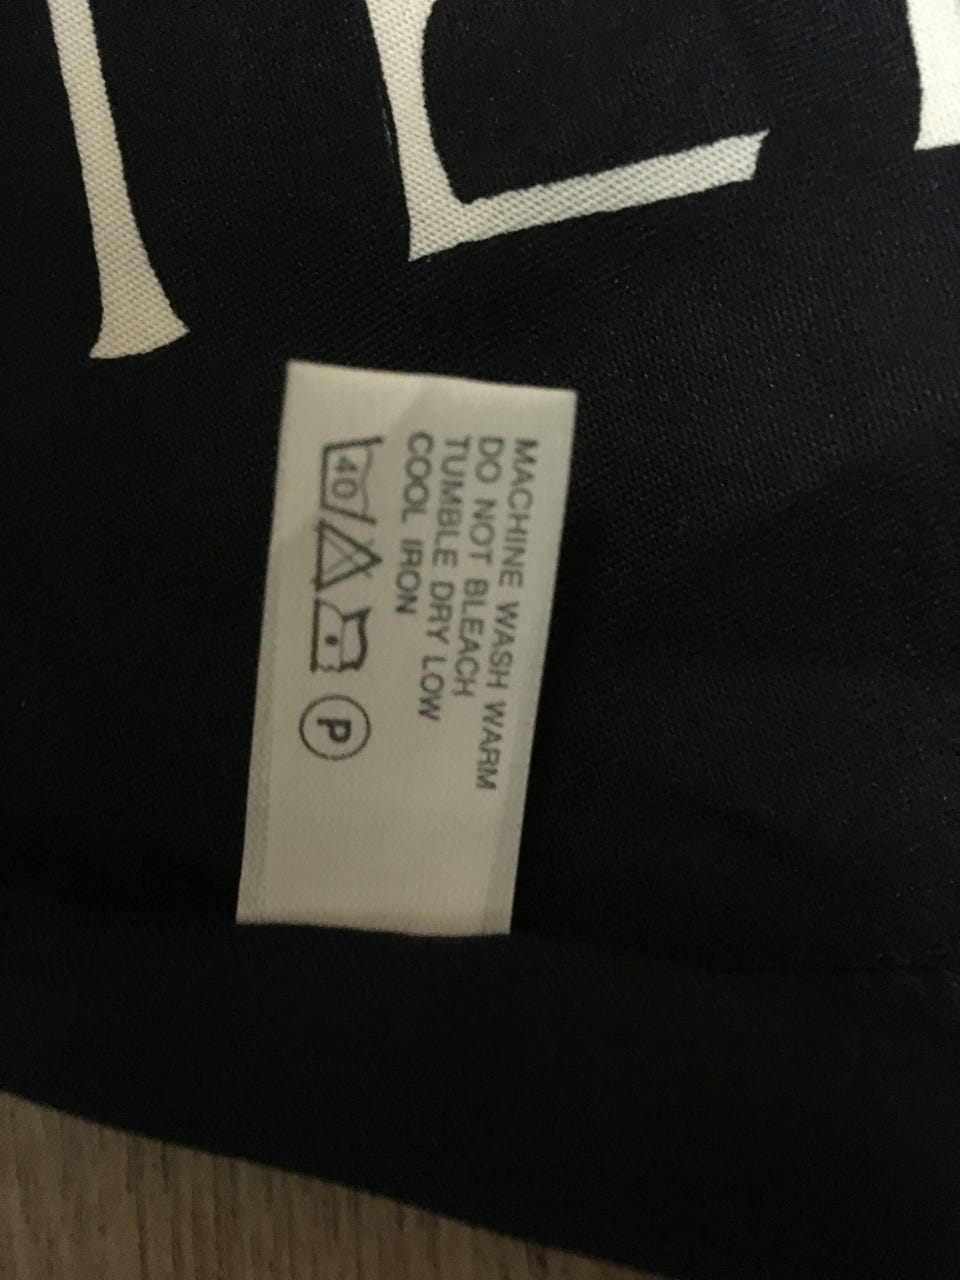 MACHINE WASH WARM
DO NOT BLEACH
TUMBLE DRY LOW
COOL IRON
40 P